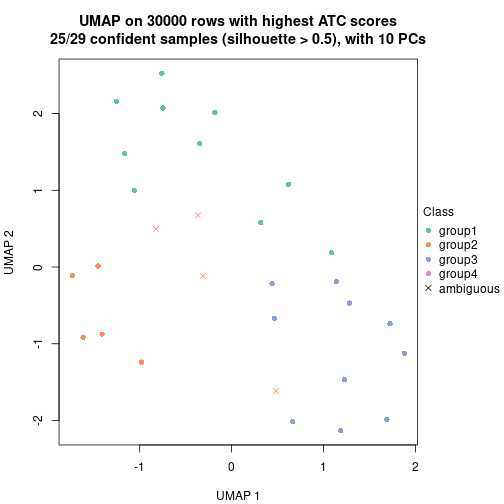 UMAP on 30000 rows with highest ATC scores
25/29 confident samples (silhouette > 0.5), with 10 PCs
2
1
0
-1
-2
UMAP 2
-1
0
1
2
UMAP 1
Class
group1
group2
group3
group4
ambiguous